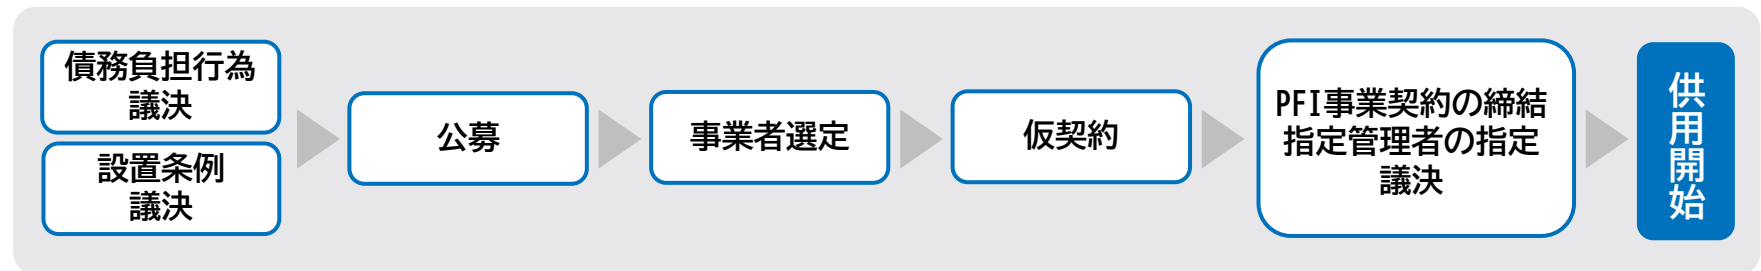 債務負担行為
議決
設置条例
議決
公募
事業者選定
仮契約
PFI事業契約の締結
指定管理者の指定
議決
供用開始